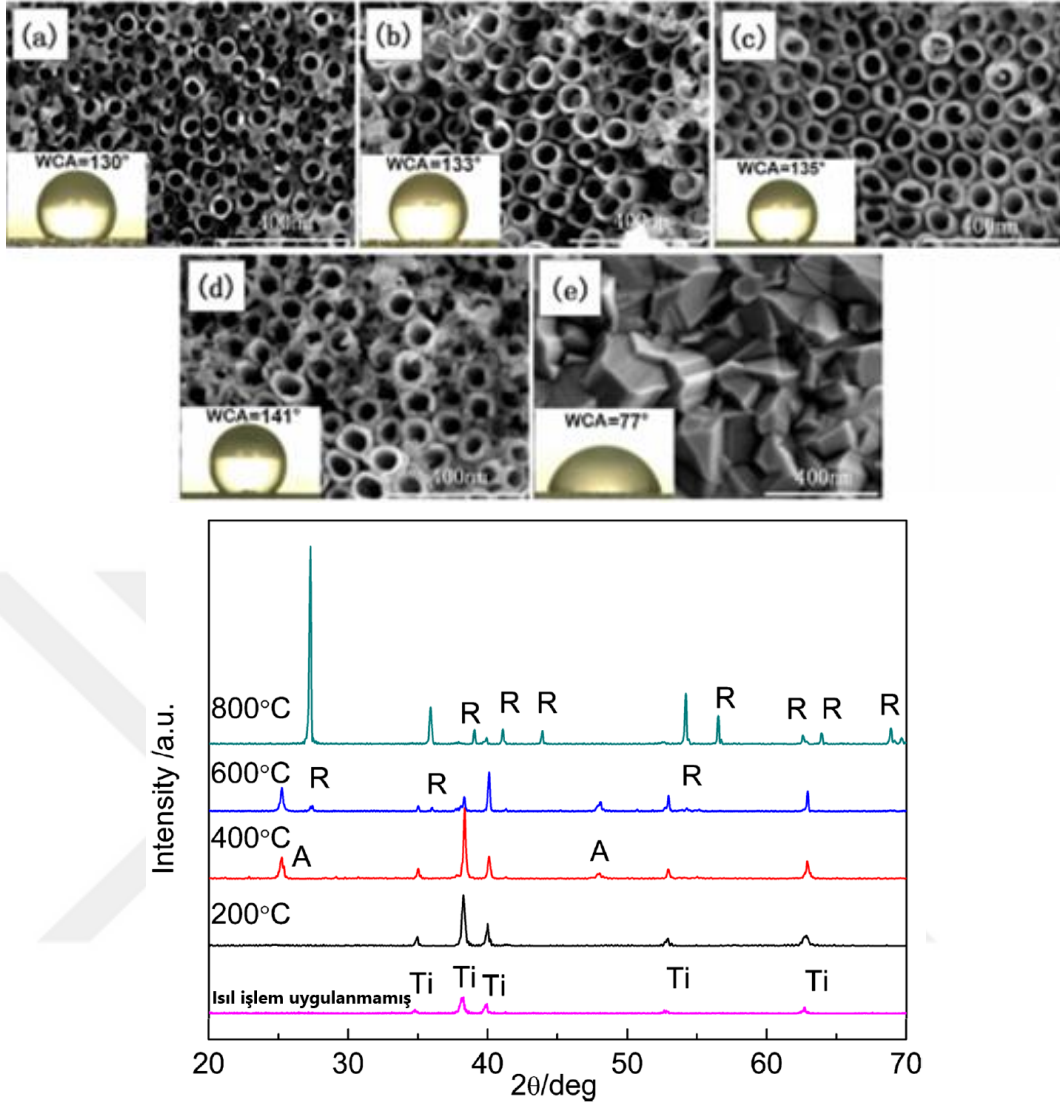 (a)
WCA=130°
400nm
(b)
WCA=133°
400nm
(c)
WCA=135°
400nm
(d)
WCA=141°
400nm
(e)
WCA=77°
400nm
Intensity /a.u.
800°C
R
R
R
R
R
R
R
600°C
R
R
R
400°C
A
A
200°C
Isıl işlem uygulanmamış
Ti
Ti
Ti
Ti
Ti
20
30
40
50
60
70
2θ/deg